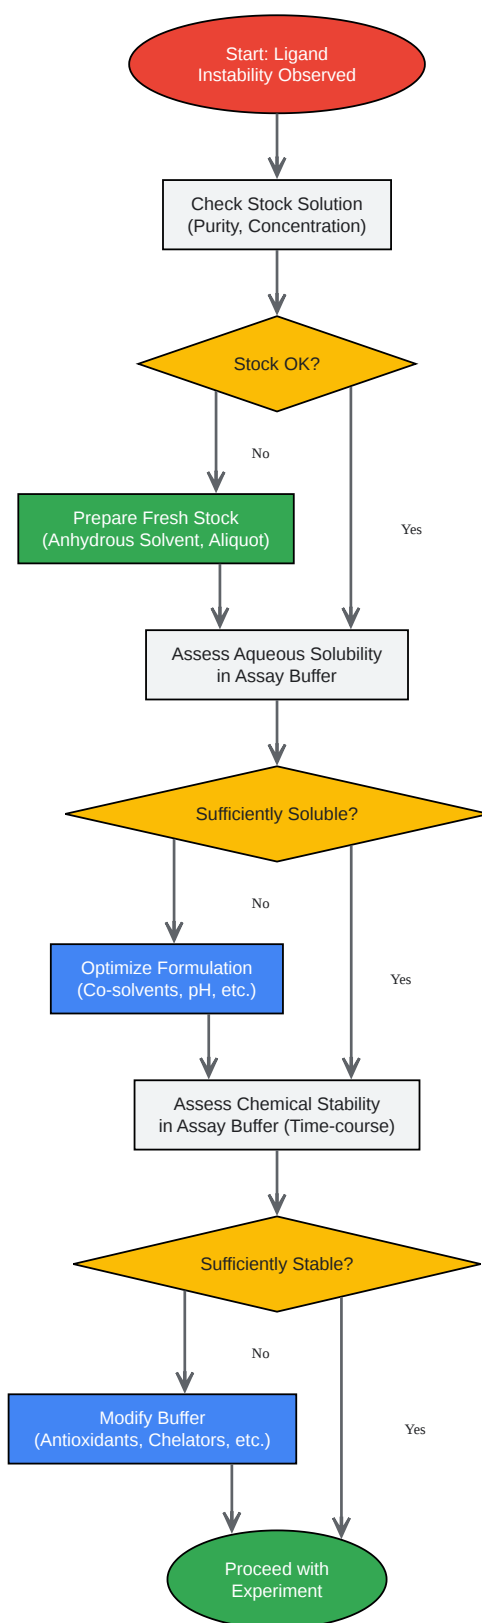 Start: Ligand
Instability Observed
Check Stock Solution
(Purity, Concentration)
Stock OK?
No
Prepare Fresh Stock
(Anhydrous Solvent, Aliquot)
Yes
Assess Aqueous Solubility
in Assay Buffer
Sufficiently Soluble?
No
Optimize Formulation
(Co-solvents, pH, etc.)
Yes
Assess Chemical Stability
in Assay Buffer (Time-course)
Sufficiently Stable?
No
Modify Buffer
(Antioxidants, Chelators, etc.)
Yes
Proceed with
Experiment